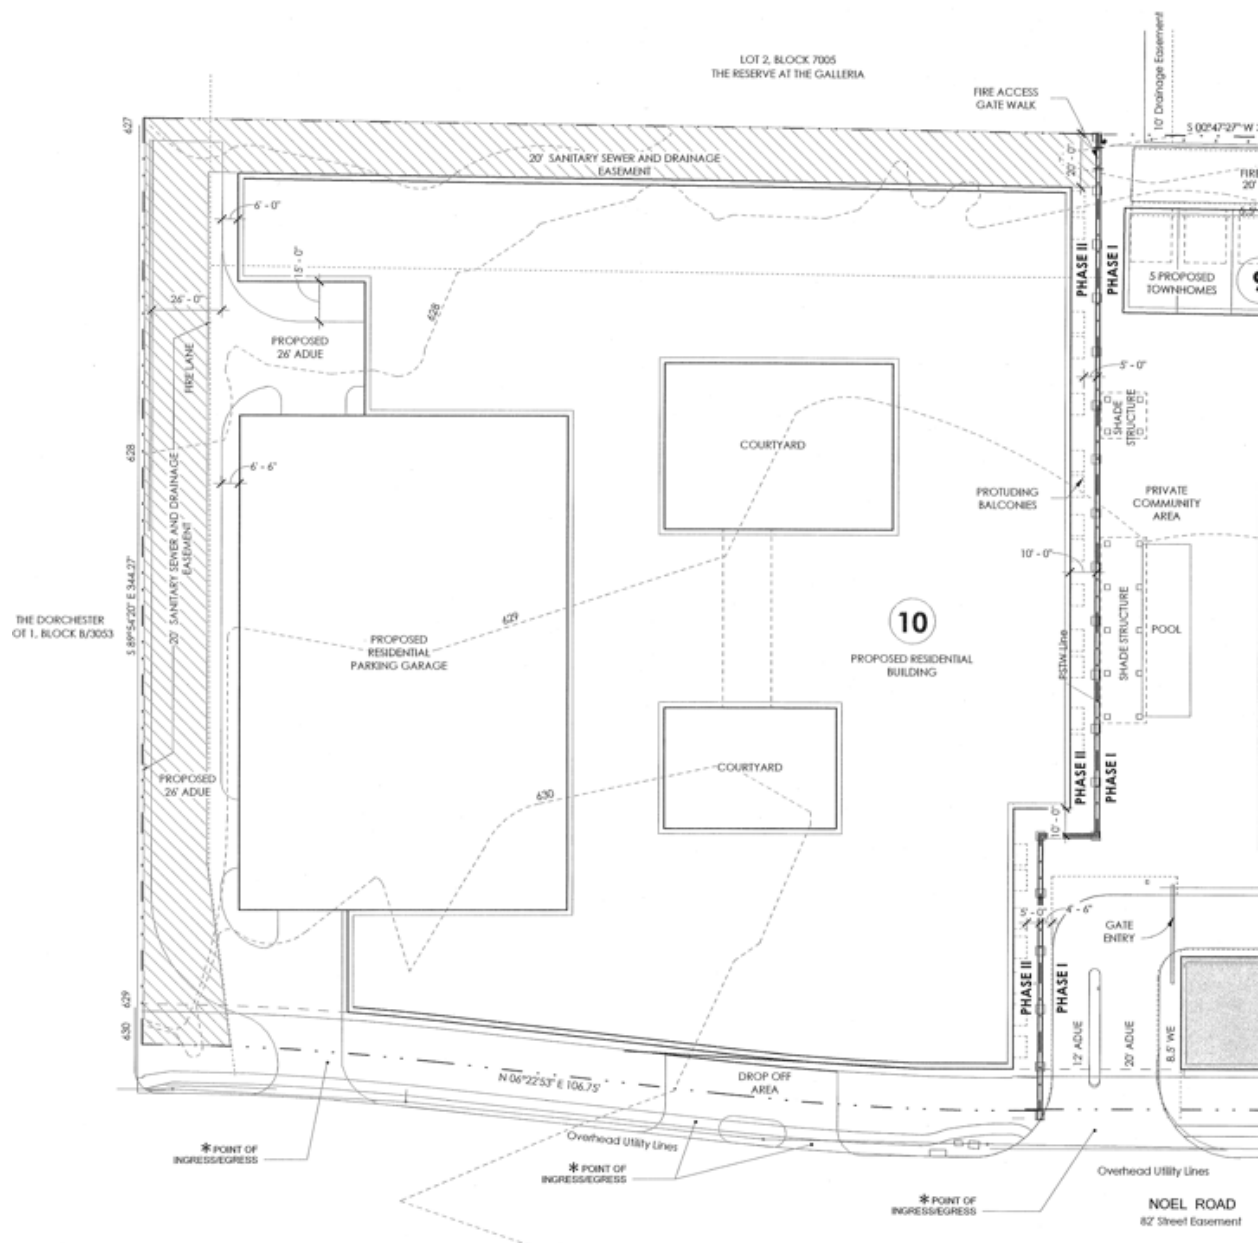 LOT 2, BLOCK 7005
THE RESERVE AT THE GALLERIA
FIRE ACCESS
GATE WALK
10' Drainage Easement
S 00°47'27" W
627
20' SANITARY SEWER AND DRAINAGE
EASEMENT
20' - 0"
FIRE
20'
6' - 0"
15' - 0"
PHASE II
PHASE I
5 PROPOSED
TOWNHOMES
9
26' - 0"
628
PROPOSED
26' ADUE
FIRE LANE
5' - 0"
SHADE
STRUCTURE
COURTYARD
628
6' - 6"
PROTUDING
BALCONIES
PRIVATE
COMMUNITY
AREA
20' SANITARY SEWER AND DRAINAGE
EASEMENT
10' - 0"
S 89°54'20" E 344.27'
THE DORCHESTER
OT 1, BLOCK B/3053
629
10
PROPOSED RESIDENTIAL
BUILDING
PROPOSED
RESIDENTIAL
PARKING GARAGE
SHADE STRUCTURE
POOL
PROPOSED
26' ADUE
COURTYARD
630
PHASE II
PHASE I
10' - 0"
4' - 6"
GATE
ENTRY
PHASE II
PHASE I
629
630
12' ADUE
20' ADUE
8.5' WE
N 06°22'53" E 106.75'
DROP OFF
AREA
Overhead Utility Lines
* POINT OF
INGRESS/EGRESS
* POINT OF
INGRESS/EGRESS
* POINT OF
INGRESS/EGRESS
Overhead Utility Lines
NOEL ROAD
82' Street Easement